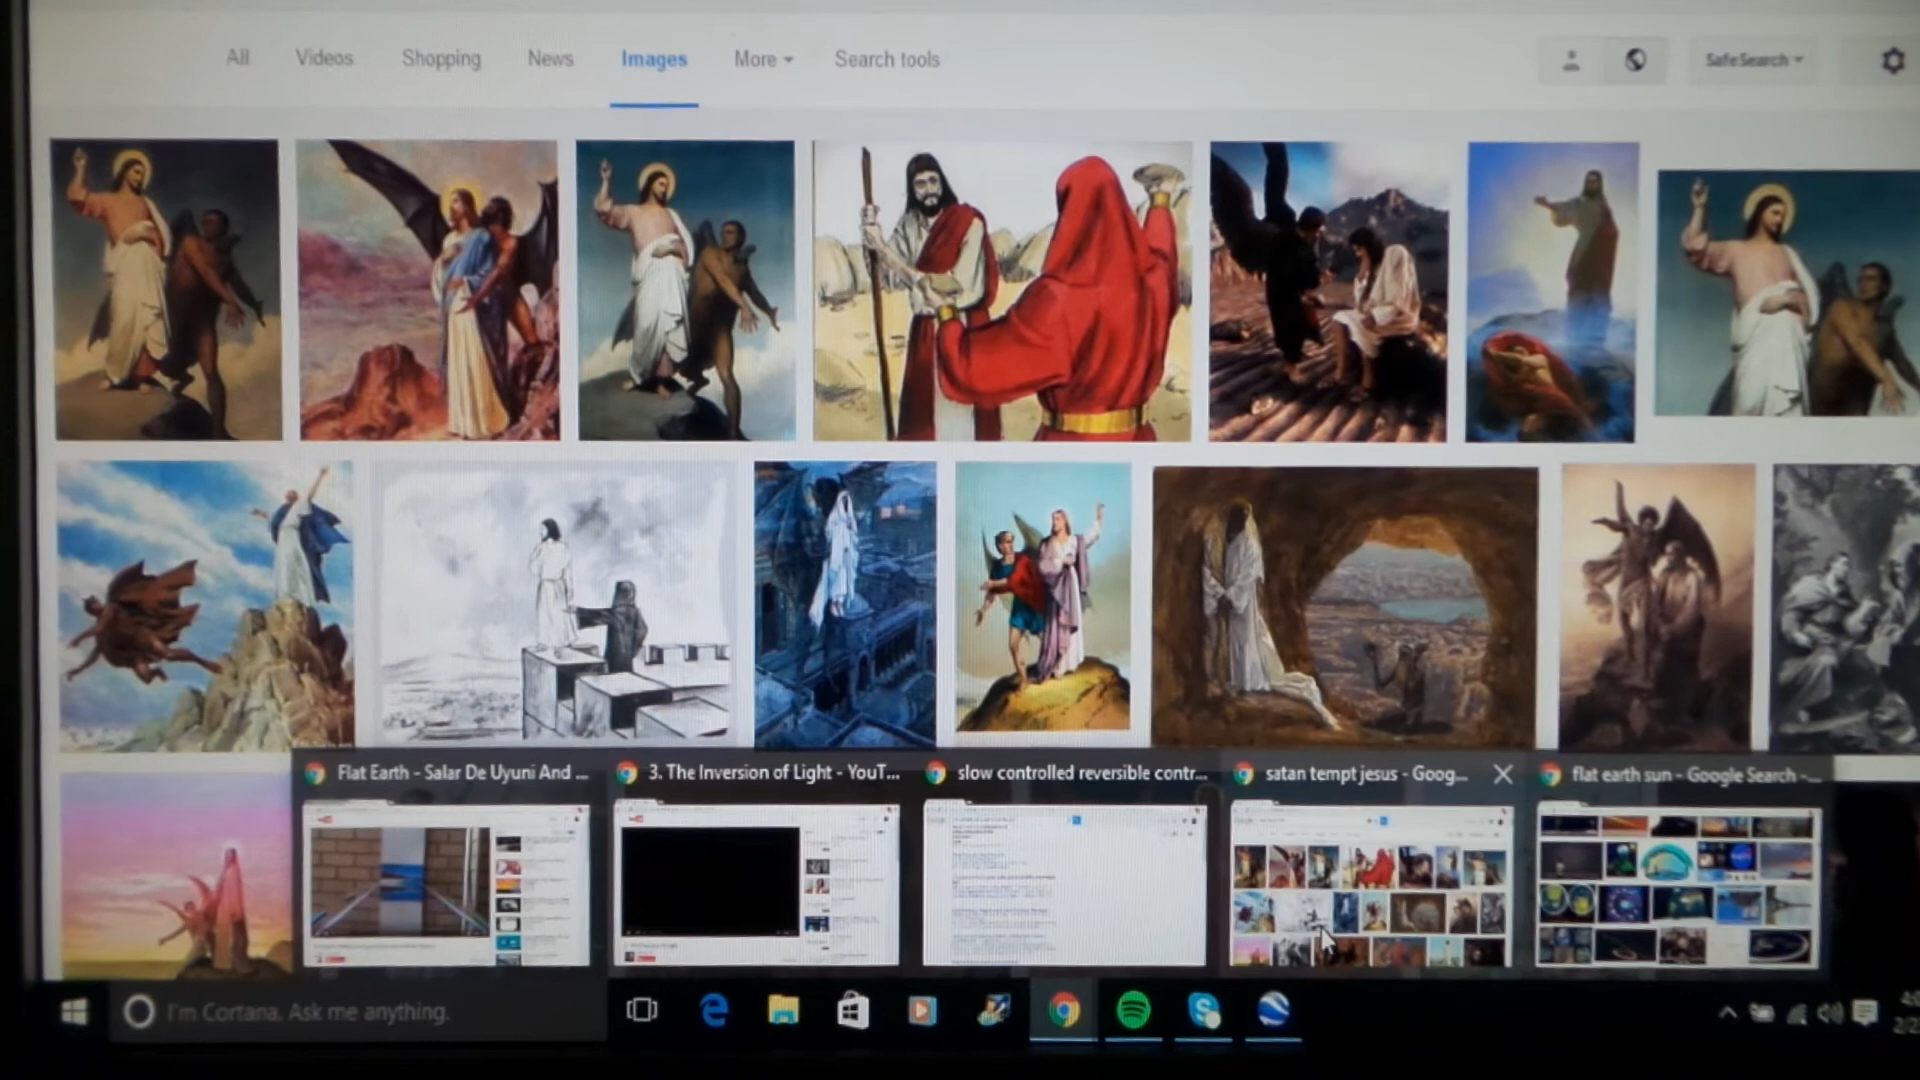 All Videos Shopping News Images More Search tools SafeSearch
Flat Earth - Salar De Uyuni And ... 3. The Inversion of Light - YouT... slow controlled reversible contr... satan tempt jesus - Goog... flat earth sun - Google Search -...
I'm Cortana. Ask me anything.